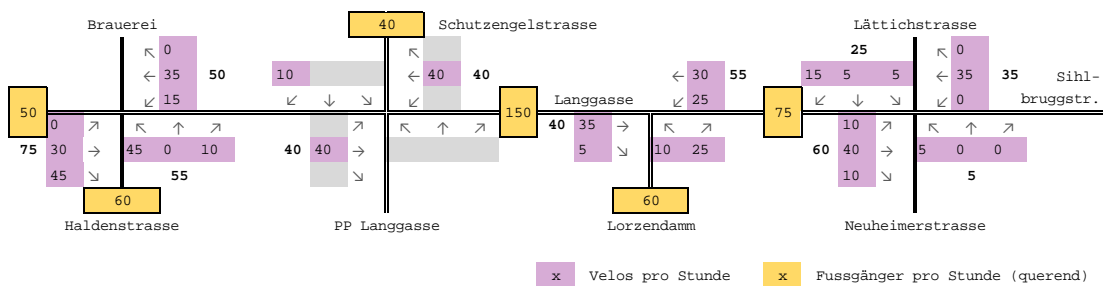 Brauerei Schutzengelstrasse Lättichstrasse
40
0 0
25
10 35 50 40 40 30 55 15 5 5 35 35 Sihl-
15 25 0 bruggstr.
Langgasse
50 150 75
0 40 35 10
75 30 45 0 10 40 40 5 10 25 60 40 5 0 0
45 55 10 5
60 60
Haldenstrasse PP Langgasse Lorzendamm Neuheimerstrasse
x Velos pro Stunde x Fussgänger pro Stunde (querend)